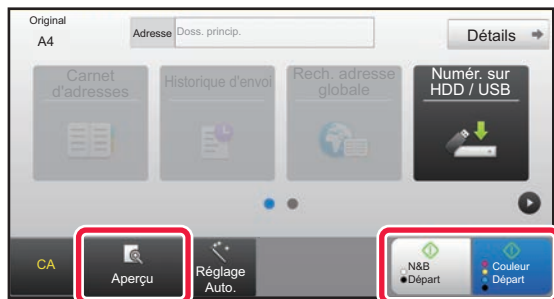 Original
A4
Adresse
Doss. princip.
Détails
Carnet
d'adresses
Historique d'envoi
Rech. adresse
globale
Numér. sur
HDD / USB
CA
Aperçu
Réglage
Auto.
N&B
Départ
Couleur
Départ